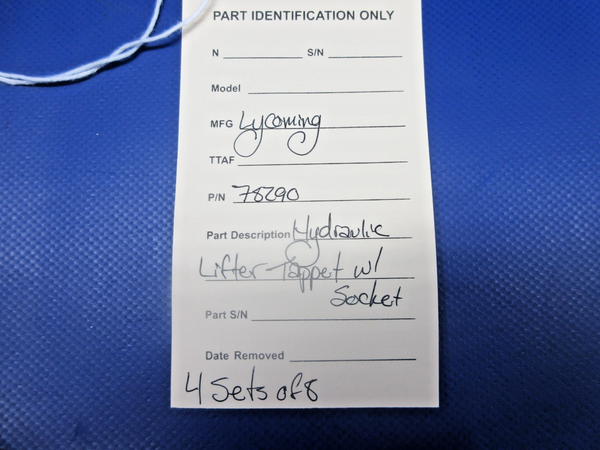 PART IDENTIFICATION ONLY
N S/N
Model
MFG Lycoming
TTAF
P/N 78290
Part Description Hydraulic
Lifter Tappet w/
Socket
Part S/N
Date Removed
4 Sets of 8